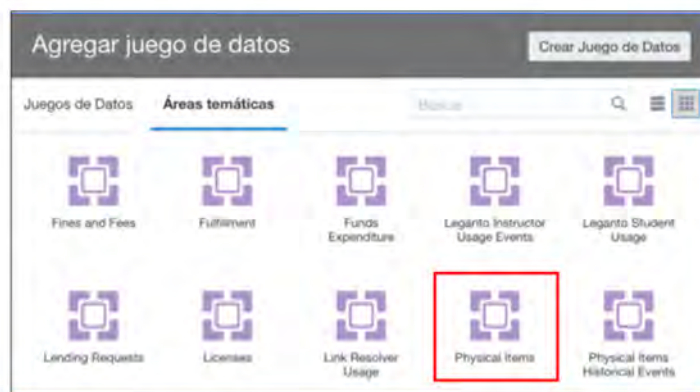 Agregar juego de datos
Crear Juego de Datos
Juegos de Datos
Áreas temáticas
Buscar
Fines and Fees
Fulfillment
Funds
Expenditure
Leganto Instructor
Usage Events
Leganto Student
Usage
Lending Requests
Licenses
Link Resolver
Usage
Physical Items
Physical Items
Historical Events